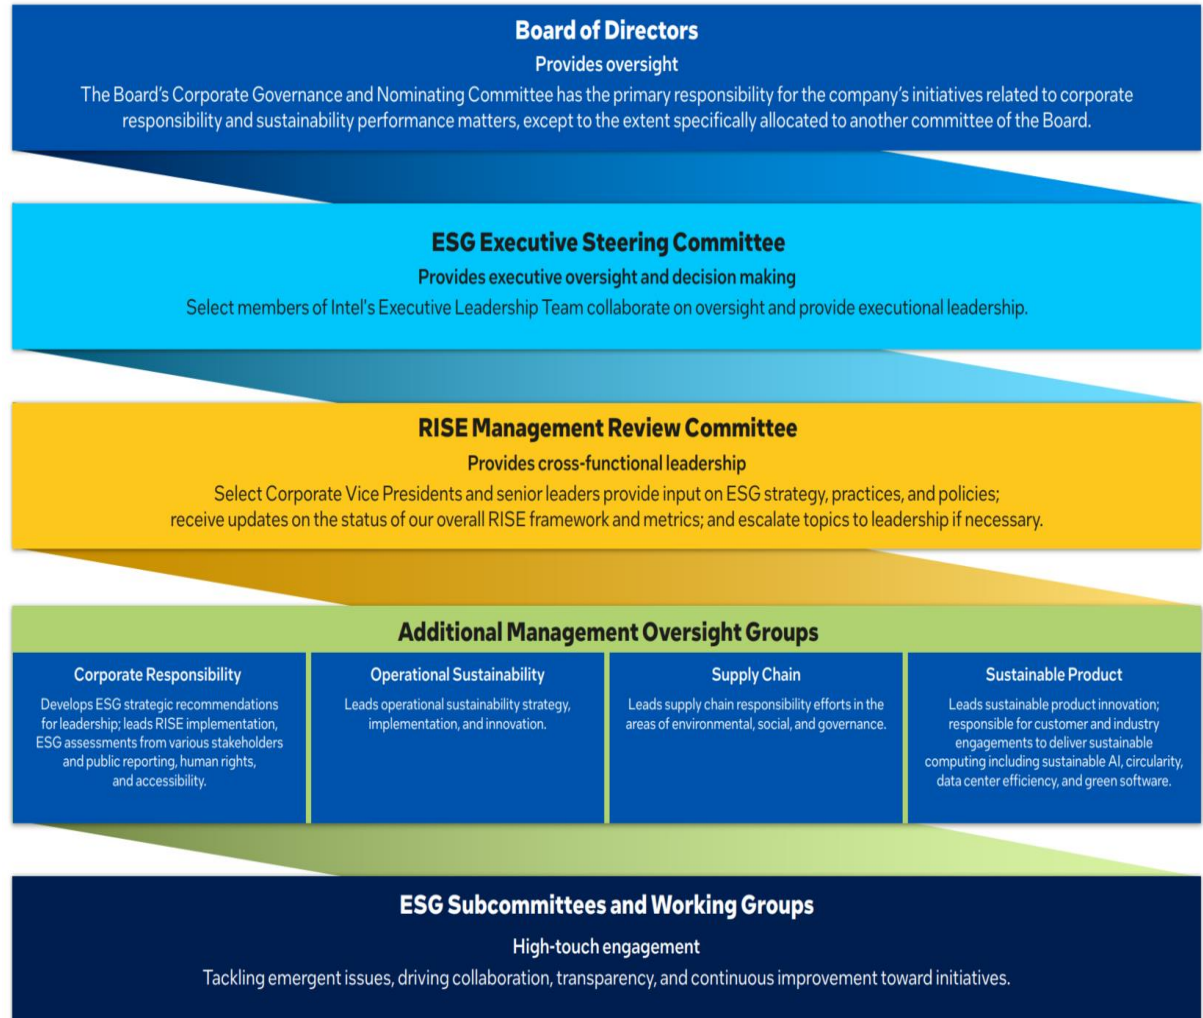 Board of Directors
Provides oversight
The Board's Corporate Governance and Nominating Committee has the primary responsibility for the company's initiatives related to corporate
responsibility and sustainability performance matters, except to the extent specifically allocated to another committee of the Board.
ESG Executive Steering Committee
Provides executive oversight and decision making
Select members of Intel's Executive Leadership Team collaborate on oversight and provide executional leadership.
RISE Management Review Committee
Provides cross-functional leadership
Select Corporate Vice Presidents and senior leaders provide input on ESG strategy, practices, and policies;
receive updates on the status of our overall RISE framework and metrics; and escalate topics to leadership if necessary.
Additional Management Oversight Groups
Corporate Responsibility
Develops ESG strategic recommendations
for leadership; leads RISE implementation,
ESG assessments from various stakeholders
and public reporting, human rights,
and accessibility.
Operational Sustainability
Leads operational sustainability strategy,
implementation, and innovation.
Supply Chain
Leads supply chain responsibility efforts in the
areas of environmental, social, and governance.
Sustainable Product
Leads sustainable product innovation;
responsible for customer and industry
engagements to deliver sustainable
computing including sustainable AI, circularity,
data center efficiency, and green software.
ESG Subcommittees and Working Groups
High-touch engagement
Tackling emergent issues, driving collaboration, transparency, and continuous improvement toward initiatives.